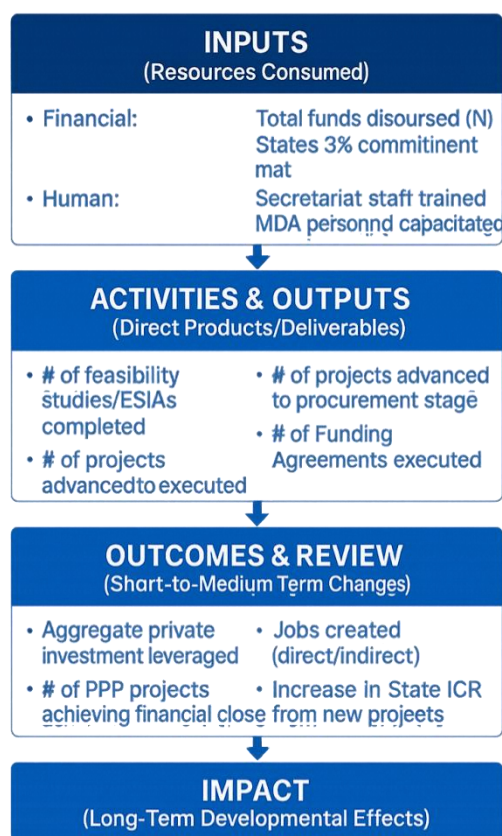 INPUTS
(Resources Consumed)
• Financial: Total funds disoursed (N)
States 3% commitinent
mat
• Human: Secretariat staff trained
MDA personnd capacitated
ACTIVITIES & OUTPUTS
(Direct Products/Deliverables)
• # of feasibility
studies/ESIAs
completed
• # of projects
advancedto executed
• # of projects advanced
to procurement stage
• # of Funding
Agreements executed
OUTCOMES & REVIEW
(Short-to-Medium Term Changes)
• Aggregate private
investment leveraged
• Jobs created
(direct/indirect)
• # of PPP projects • Increase in State ICR
achieving financial close from new projeets
IMPACT
(Long-Term Developmental Effects)